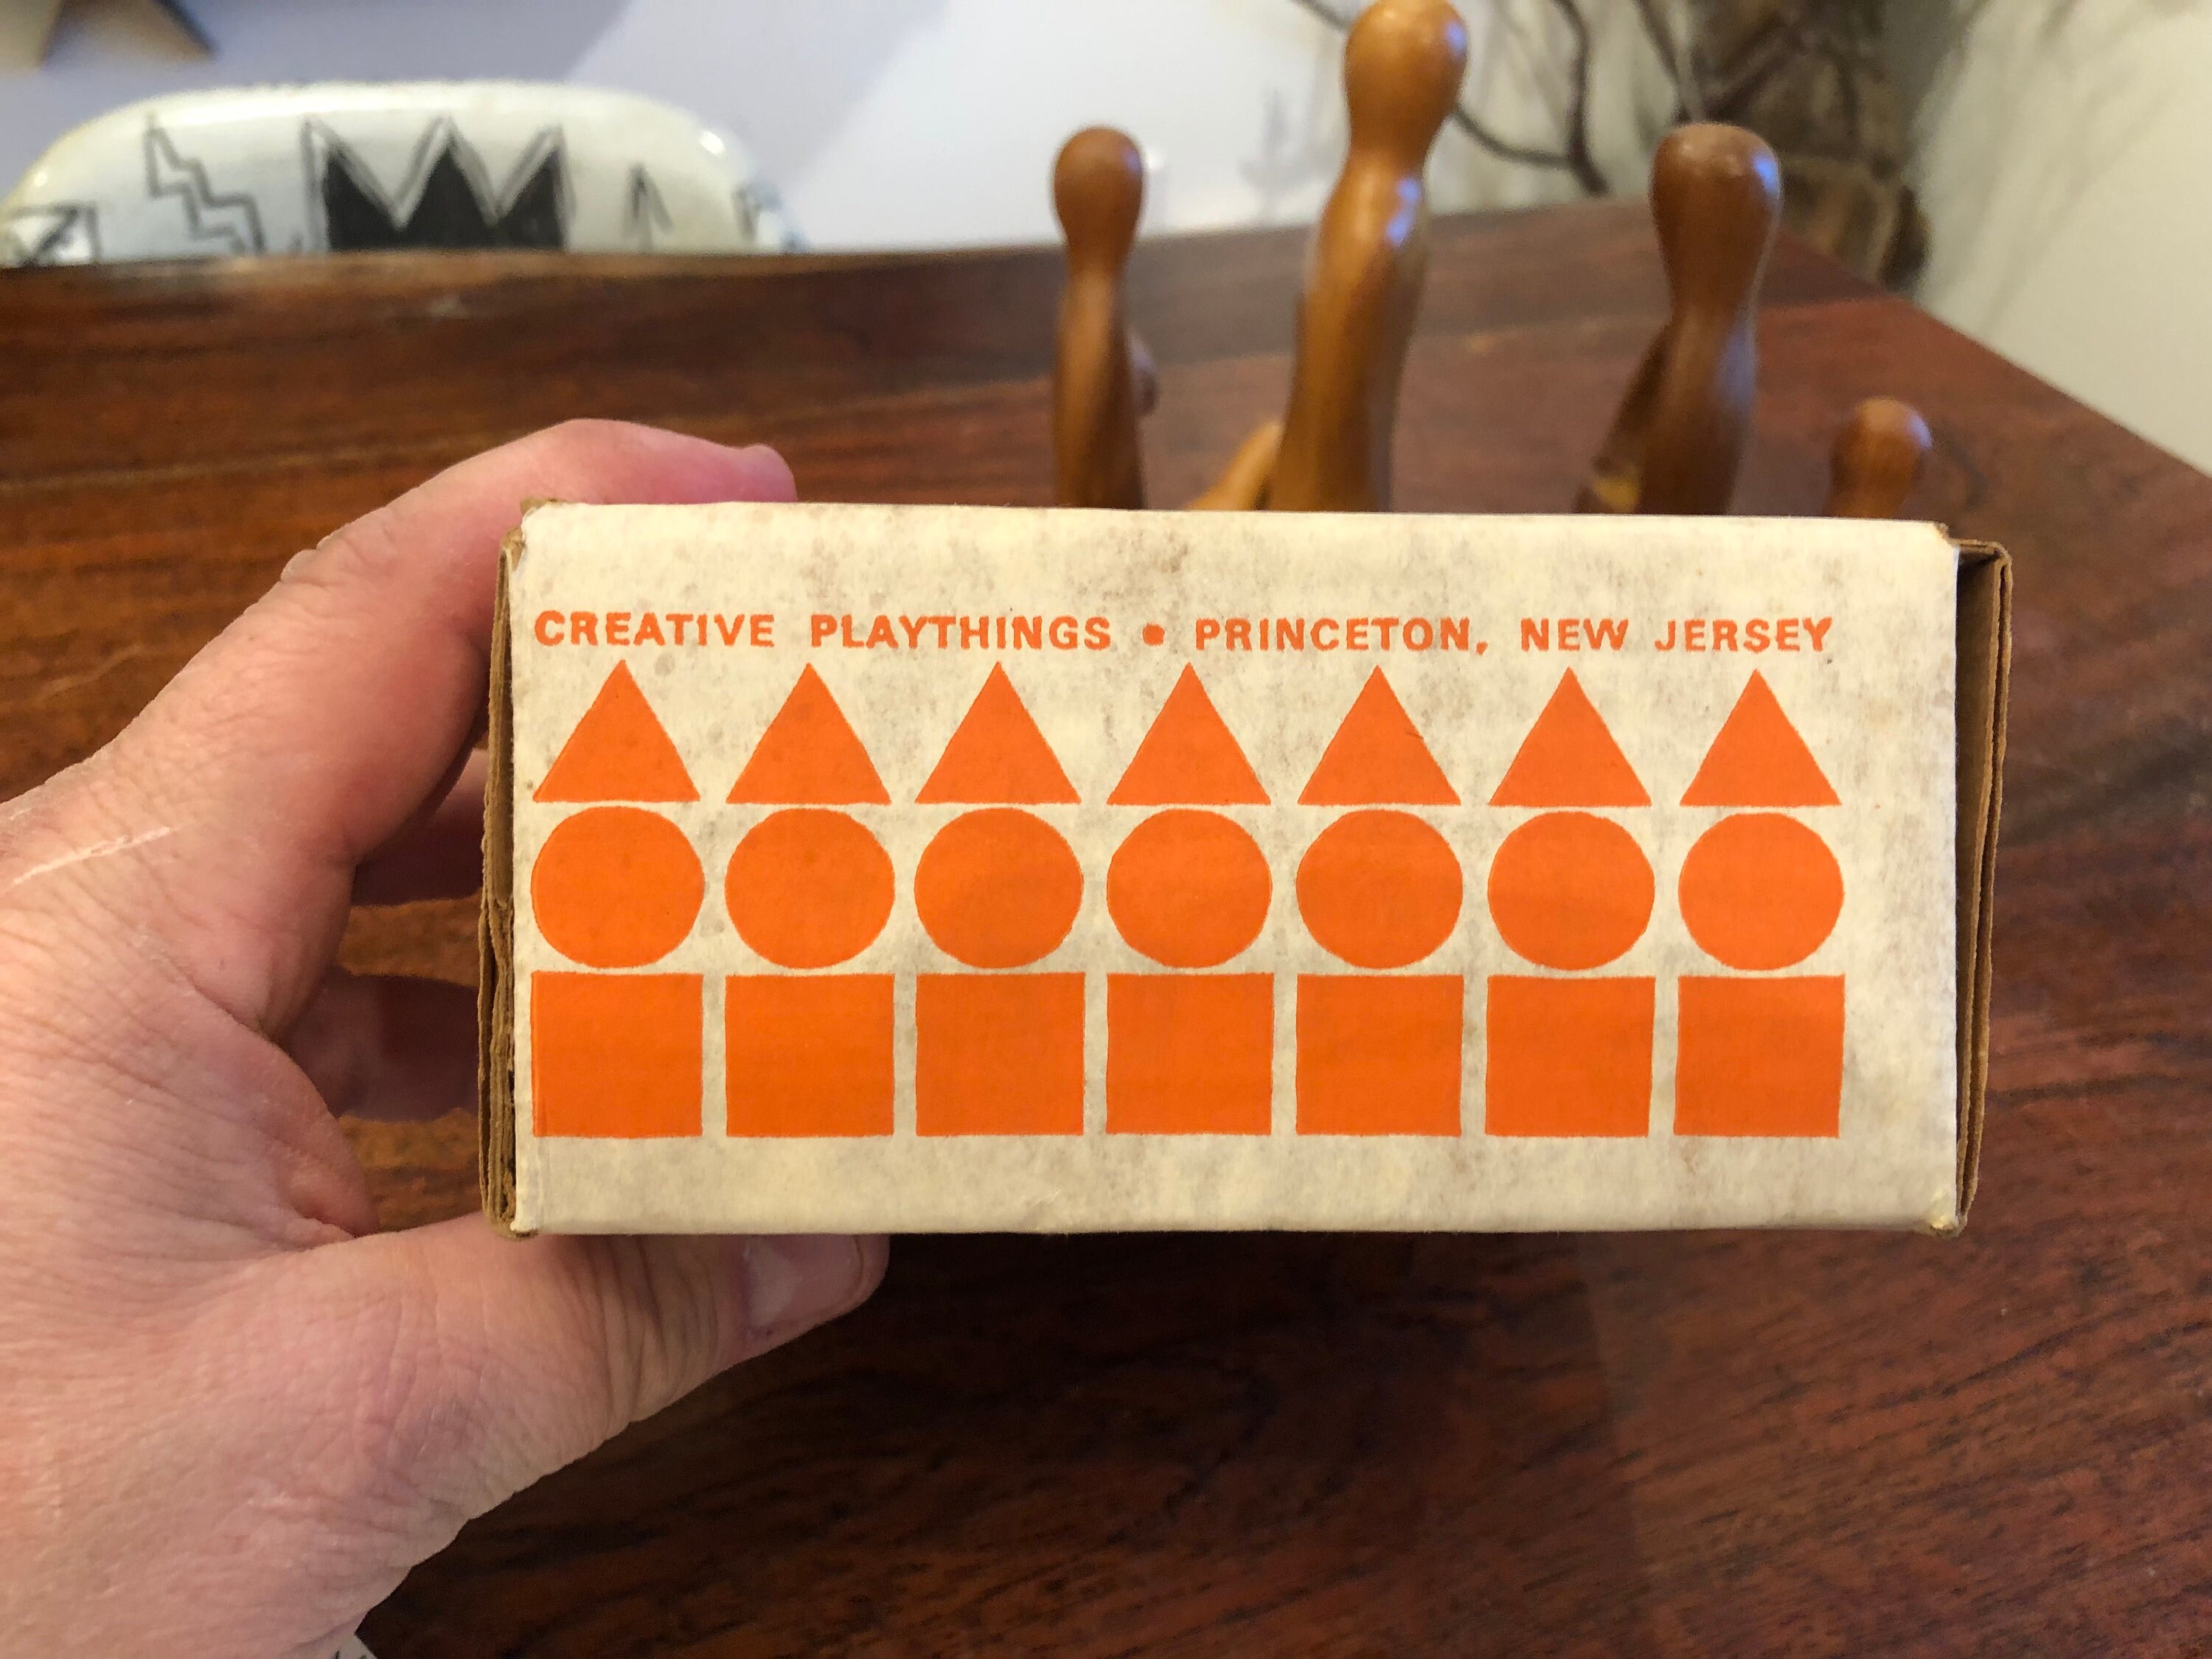 CREATIVE PLAYTHINGS • PRINCETON, NEW JERSEY